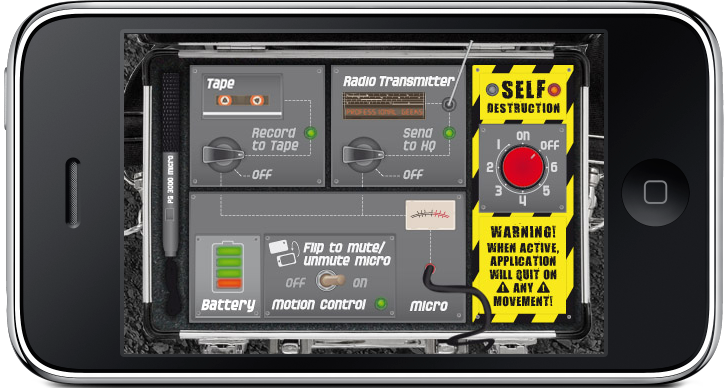 Tape
Record
to Tape
OFF
Radio Transmitter
Send
to HQ
OFF
PG 3000 micro
Battery
Flip to mute/
unmute micro
OFF
ON
Motion Control
Micro
SELF
DESTRUCTION
on
OFF
1
2
3
4
5
6
WARNING!
WHEN ACTIVE,
APPLICATION
WILL QUIT ON
ANY
MOVEMENT!